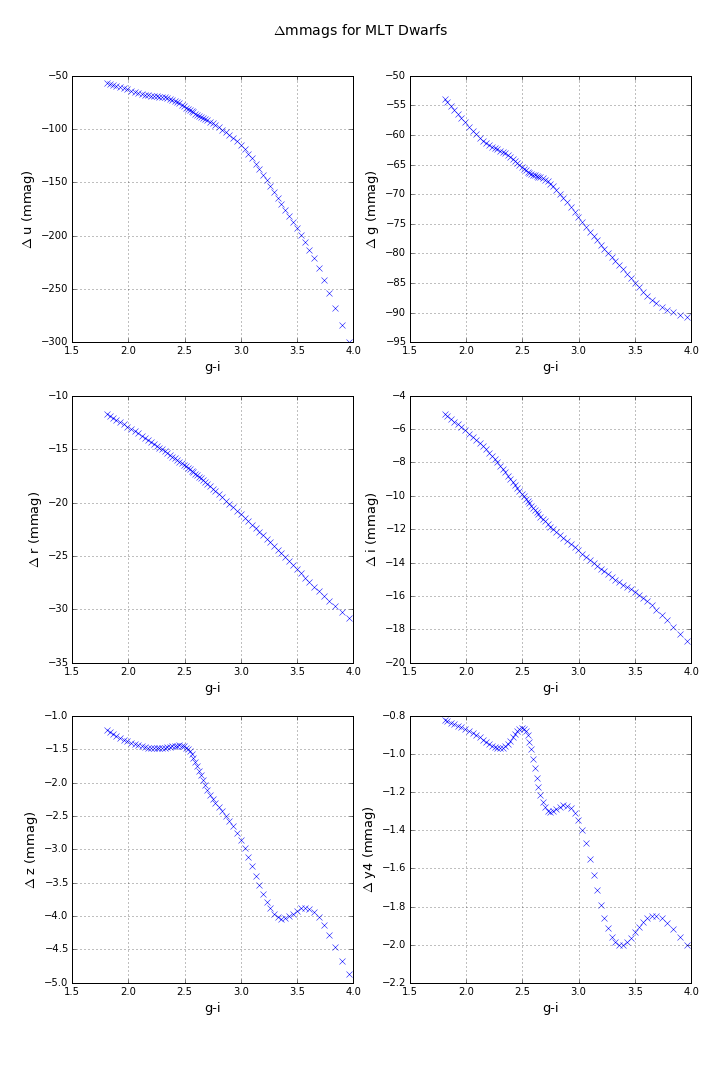 Δmmags for MLT Dwarfs
−50
−100
−150
−200
−250
−300
Δ u (mmag)
1.5 2.0 2.5 3.0 3.5 4.0
g-i
−50
−55
−60
−65
−70
−75
−80
−85
−90
−95
Δ g (mmag)
1.5 2.0 2.5 3.0 3.5 4.0
g-i
−10
−15
−20
−25
−30
−35
Δ r (mmag)
1.5 2.0 2.5 3.0 3.5 4.0
g-i
−4
−6
−8
−10
−12
−14
−16
−18
−20
Δ i (mmag)
1.5 2.0 2.5 3.0 3.5 4.0
g-i
−1.0
−1.5
−2.0
−2.5
−3.0
−3.5
−4.0
−4.5
−5.0
Δ z (mmag)
1.5 2.0 2.5 3.0 3.5 4.0
g-i
−0.8
−1.0
−1.2
−1.4
−1.6
−1.8
−2.0
−2.2
Δ y4 (mmag)
1.5 2.0 2.5 3.0 3.5 4.0
g-i